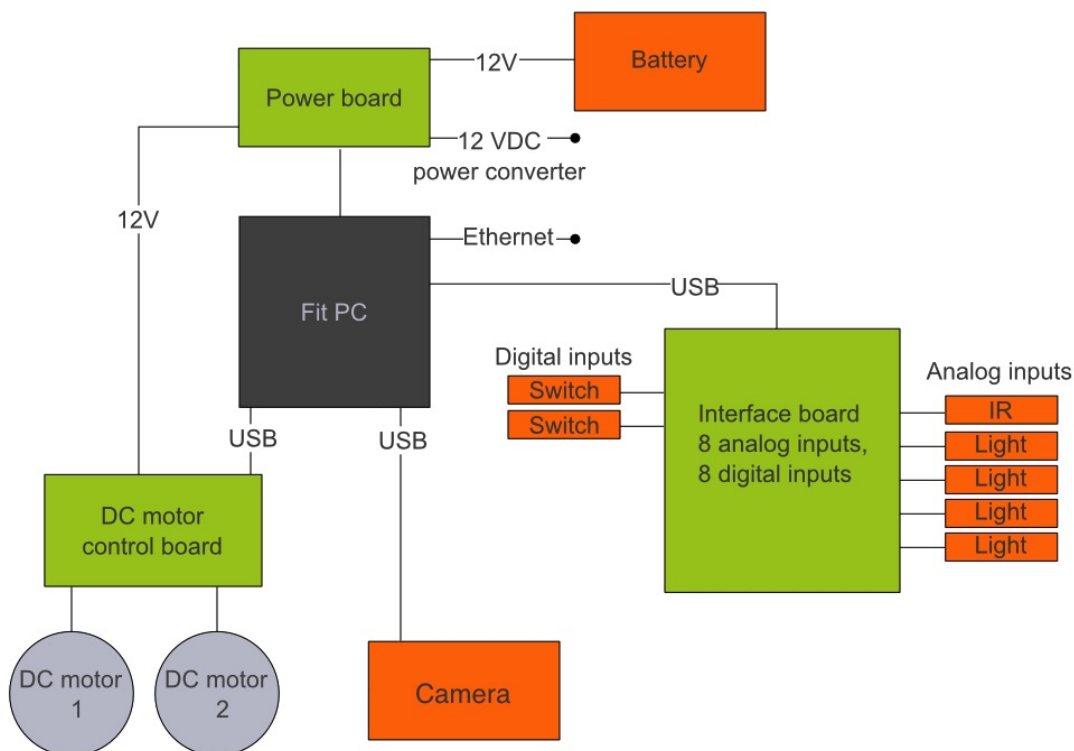 Battery
12V
Power board
12 VDC
power converter
12V
Ethernet
USB
Fit PC
Digital inputs
Switch
Switch
Interface board
8 analog inputs,
8 digital inputs
Analog inputs
IR
Light
Light
Light
Light
USB
USB
DC motor
control board
DC motor
1
DC motor
2
Camera